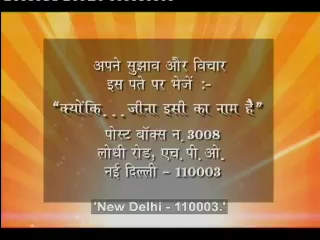 अपने सुझाव और विचार
इस पते पर भेजें :-
“क्योंकि...जीना इसी का नाम है”
पोस्ट बॉक्स न. 3008
लोधी रोड, एच.पी.ओ.
नई दिल्ली - 110003
'New Delhi - 110003.'